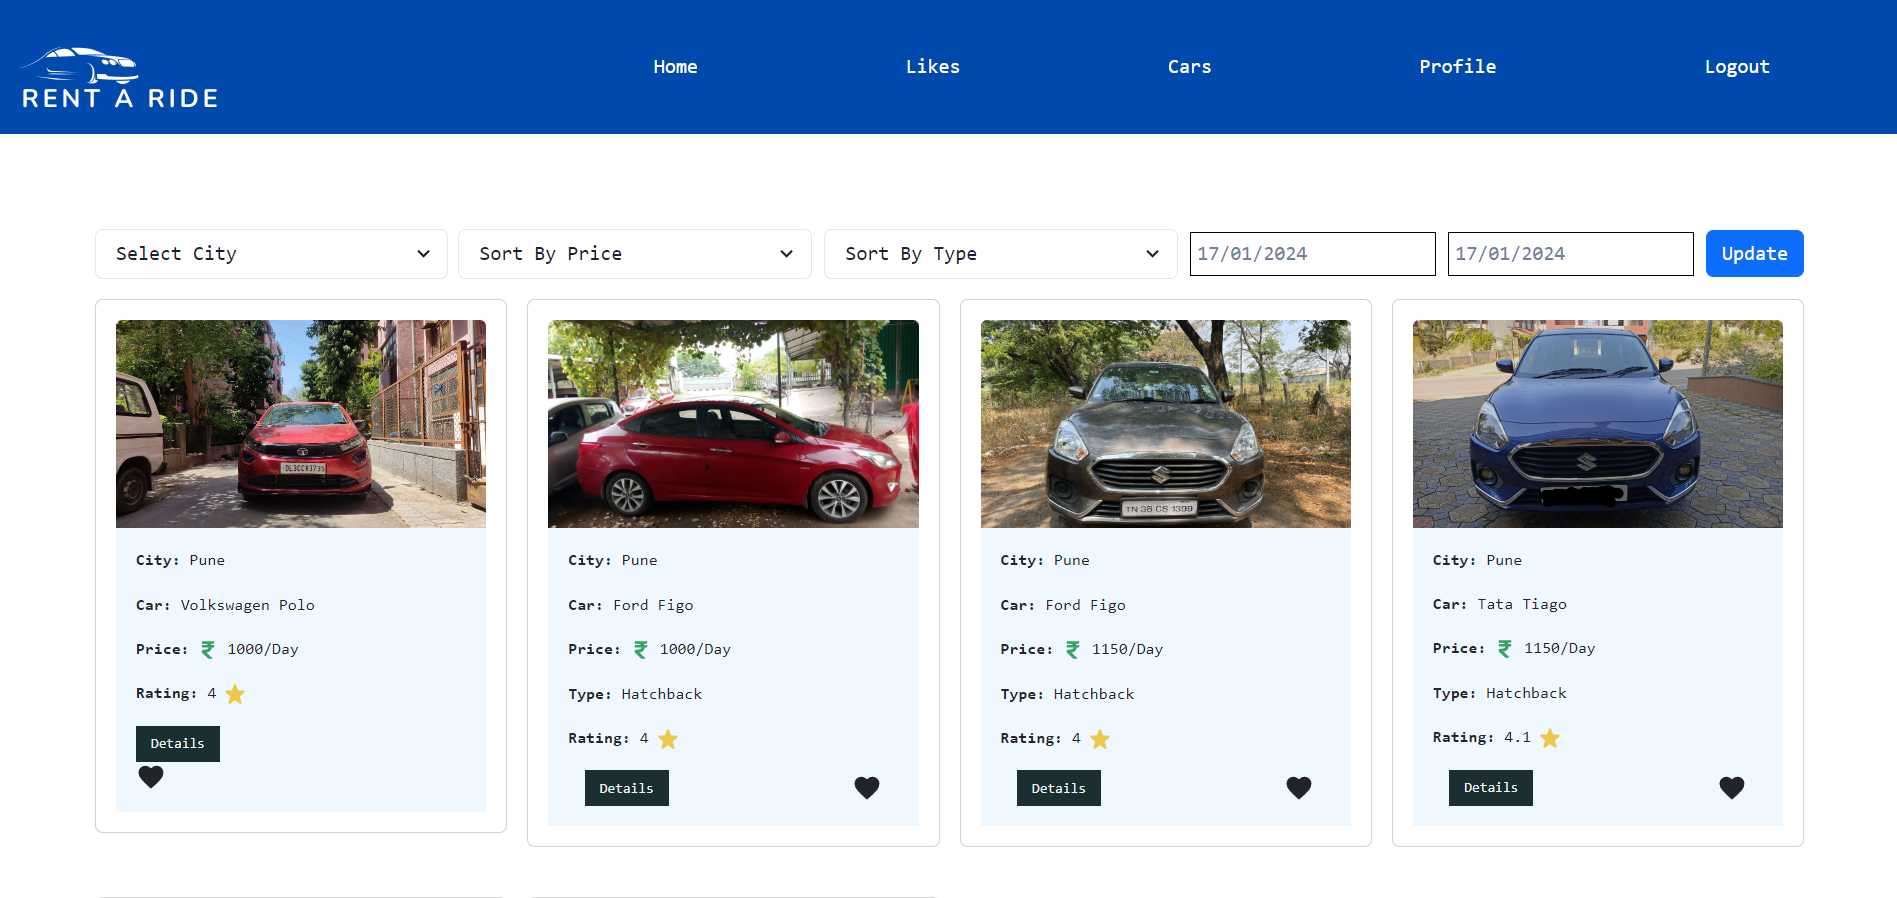 RENT A RIDE
Home
Likes
Cars
Profile
Logout
Select City
Sort By Price
Sort By Type
17/01/2024
17/01/2024
Update
DL3CCV3735
City: Pune
Car: Volkswagen Polo
Price: ₹ 1000/Day
Rating: 4
Details
City: Pune
Car: Ford Figo
Price: ₹ 1000/Day
Type: Hatchback
Rating: 4
Details
TN 38 CS 1399
City: Pune
Car: Ford Figo
Price: ₹ 1150/Day
Type: Hatchback
Rating: 4
Details
City: Pune
Car: Tata Tiago
Price: ₹ 1150/Day
Type: Hatchback
Rating: 4.1
Details